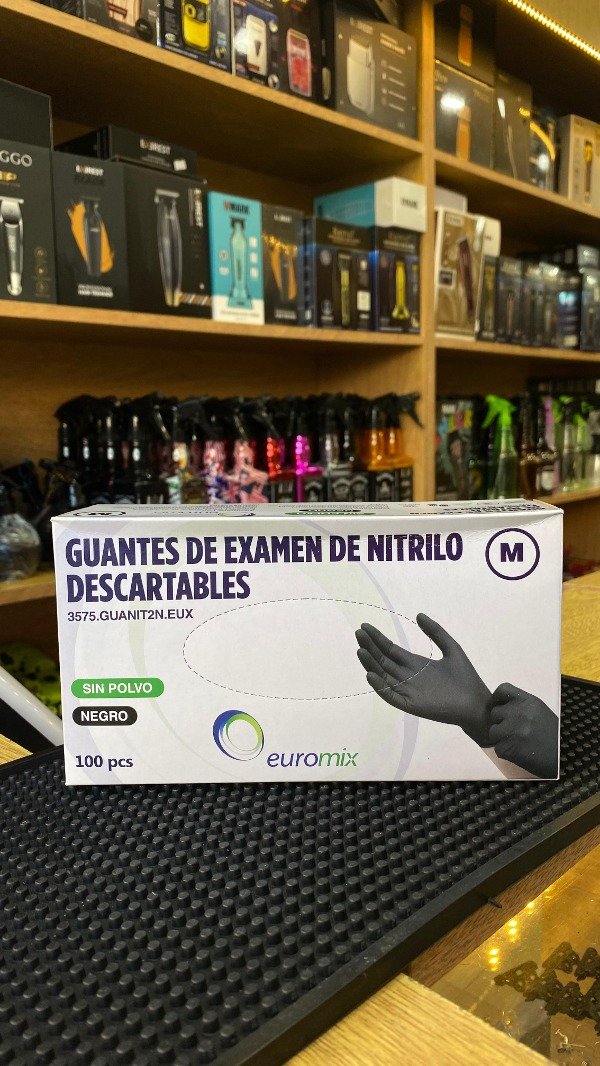 GUANTES DE EXAMEN DE NITRILO
DESCARTABLES
M
3575.GUANIT2N.EUX
SIN POLVO
NEGRO
100 pcs
euromix